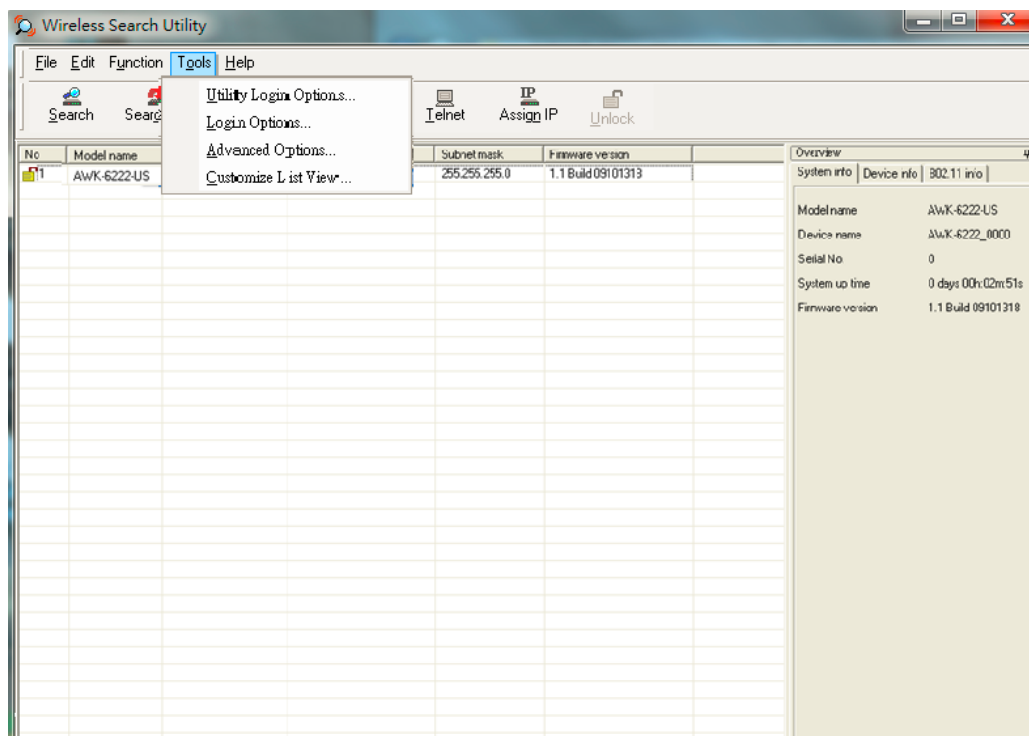 Wireless Search Utility
File Edit Function Tools Help
Search Searc Telnet IP Assign IP Unlock
Utility Login Options...
Login Options...
Advanced Options...
Customize List View...
No Model name Subnet mask Firmware version
1 AWK-6222-US 255.255.255.0 1.1 Build 09101318
Overview
System info Device info 802.11 info
Model name AWK-6222-US
Device name AWK-6222_0000
Serial No 0
System up time 0 days 00h:02m:51s
Firmware version 1.1 Build 09101318